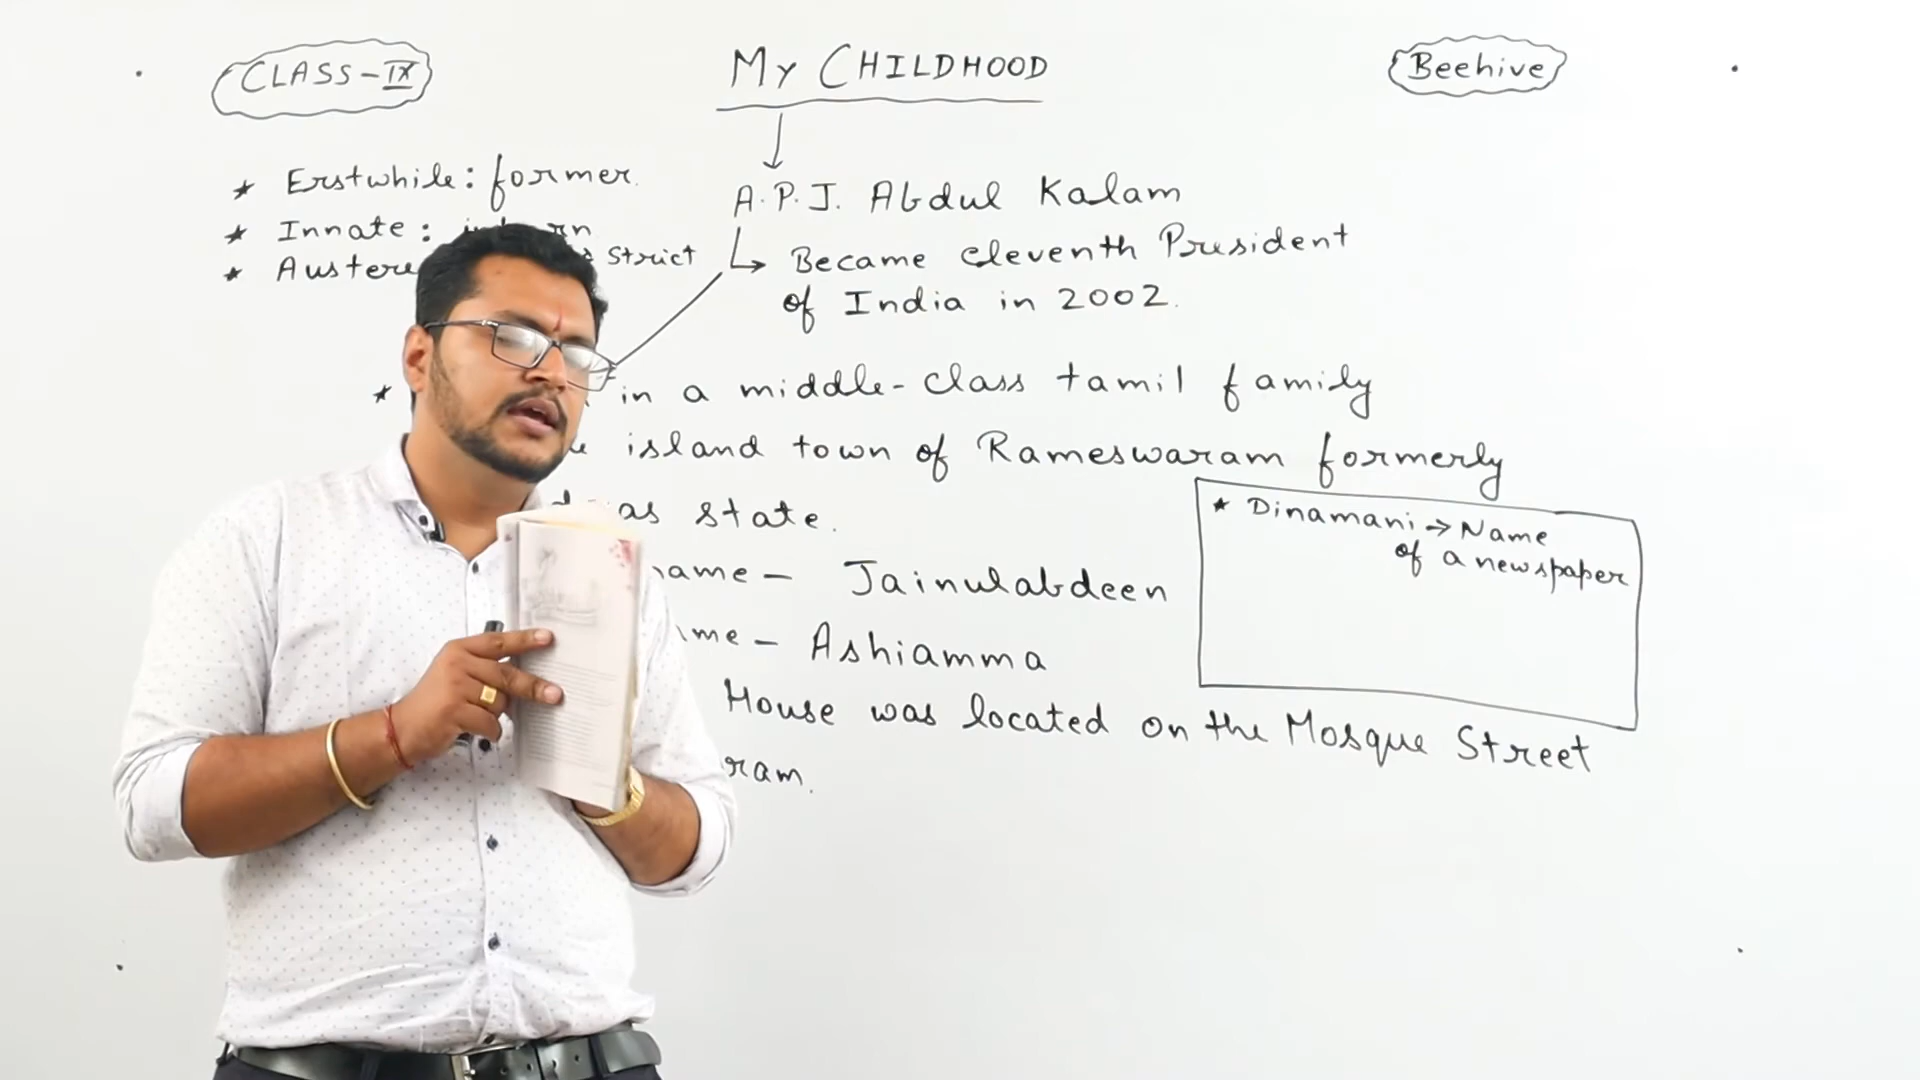 CLASS-IX
MY CHILDHOOD
Beehive
★ Erstwhile: former
★ Innate:
★ Austere Strict
A.P.J. Abdul Kalam
Became eleventh President
of India in 2002.
★ in a middle-class tamil family
island town of Rameswaram formerly
as state.
★ Dinamani → Name
of a newspaper
name - Jainulabdeen
me - Ashiamma
House was located on the Mosque Street
ram.